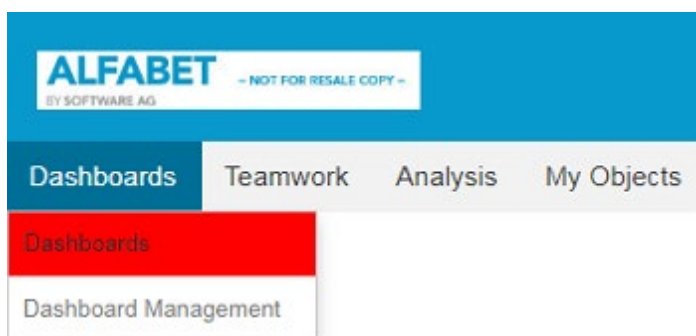 ALFABET – NOT FOR RESALE COPY –
BY SOFTWARE AG
Dashboards Teamwork Analysis My Objects
Dashboards
Dashboard Management